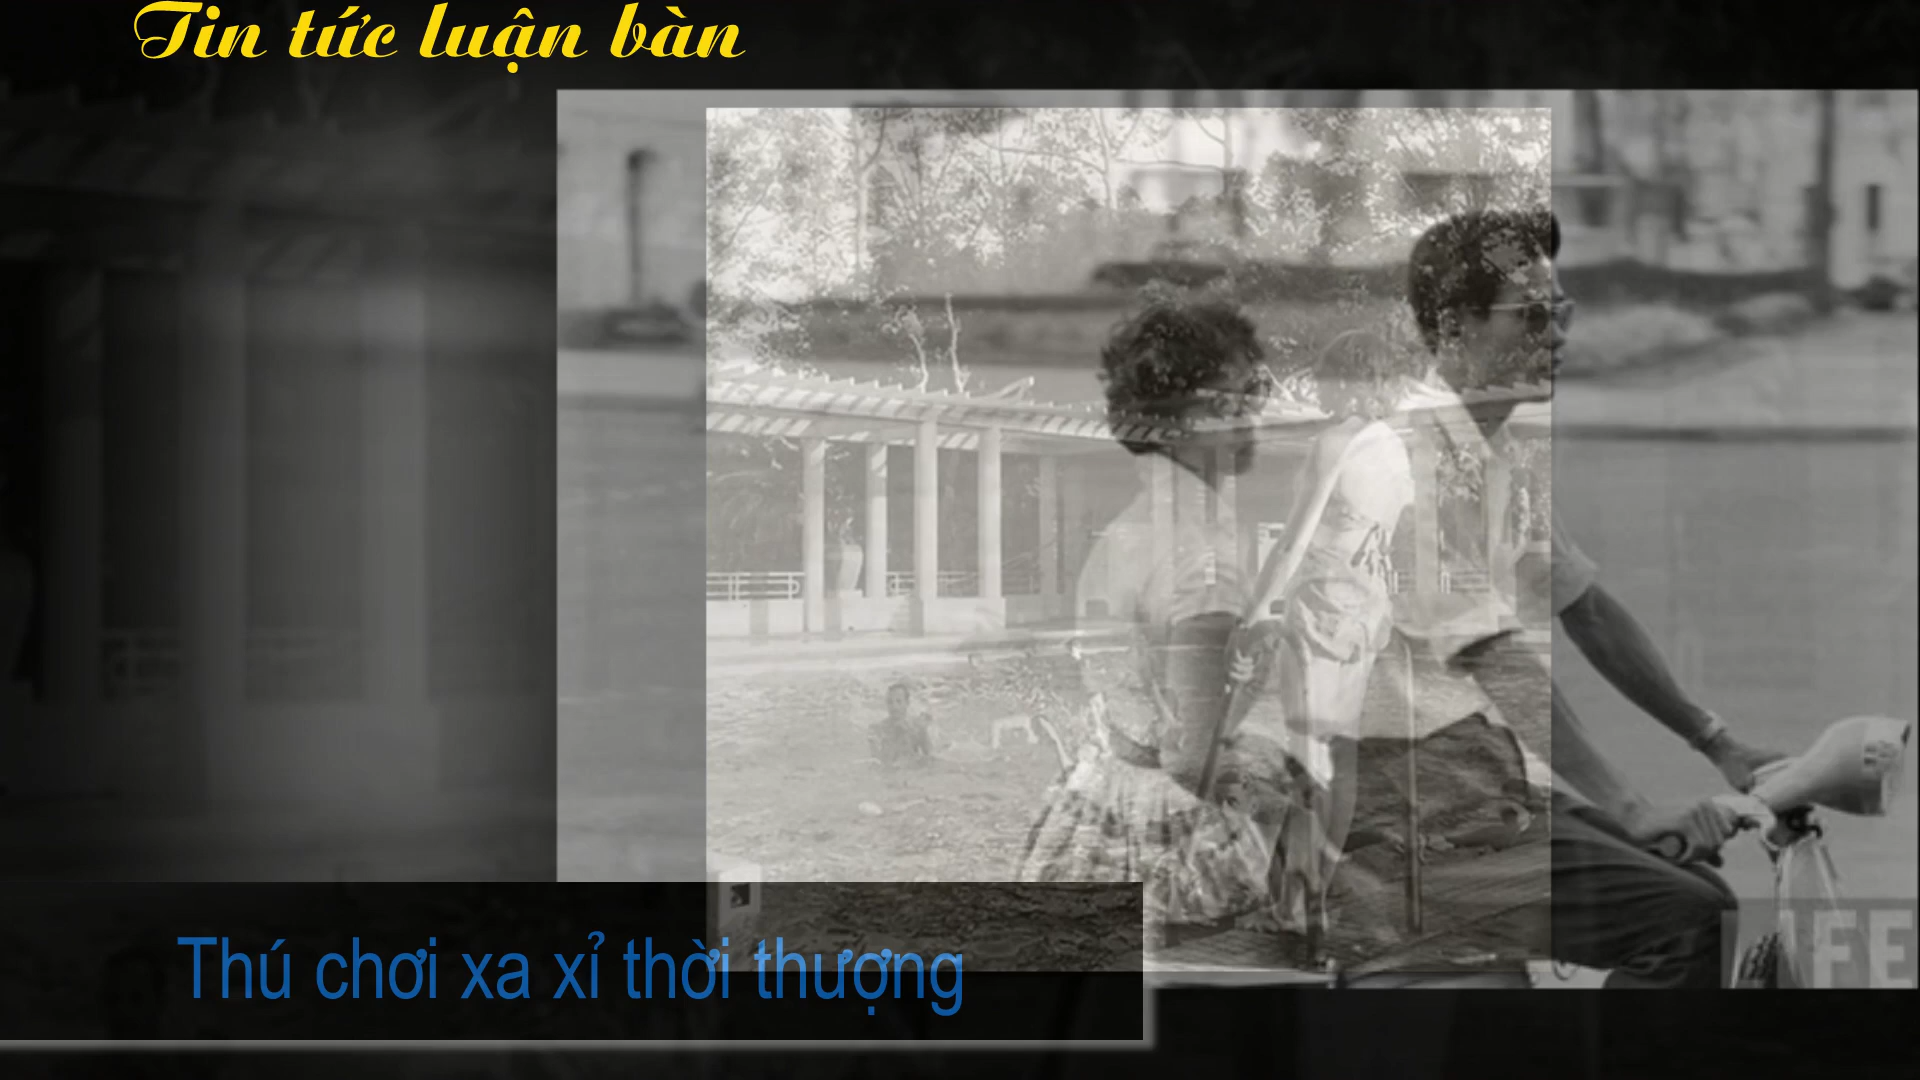 Tin tức luận bàn
Thú chơi xa xỉ thời thượng